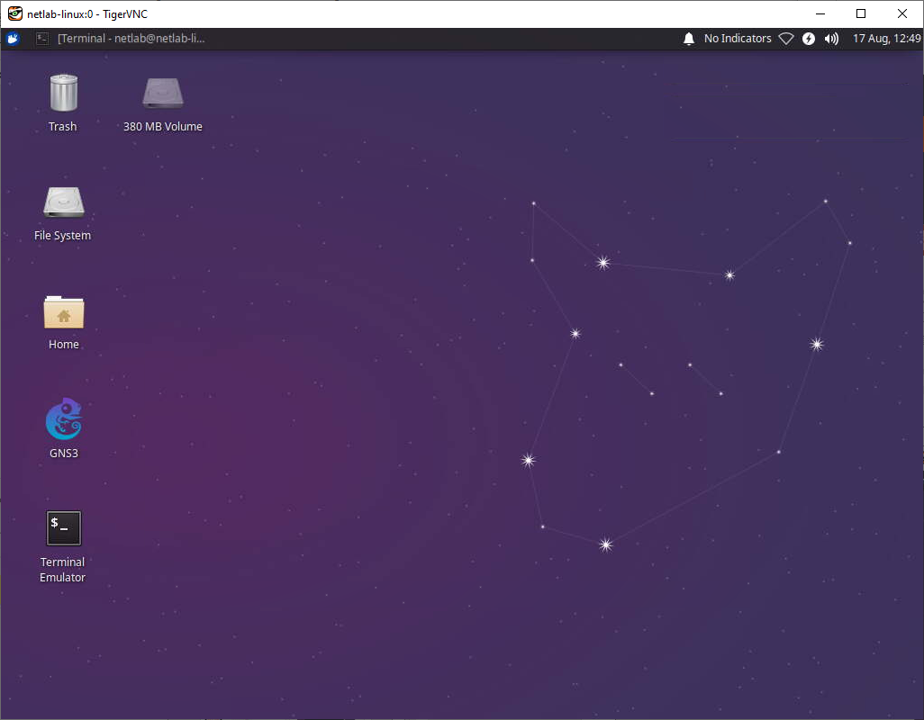 netlab-linux:0 - TigerVNC
[Terminal - netlab@netlab-li...
No Indicators
17 Aug, 12:49
Trash
380 MB Volume
File System
Home
GNS3
$_
Terminal
Emulator